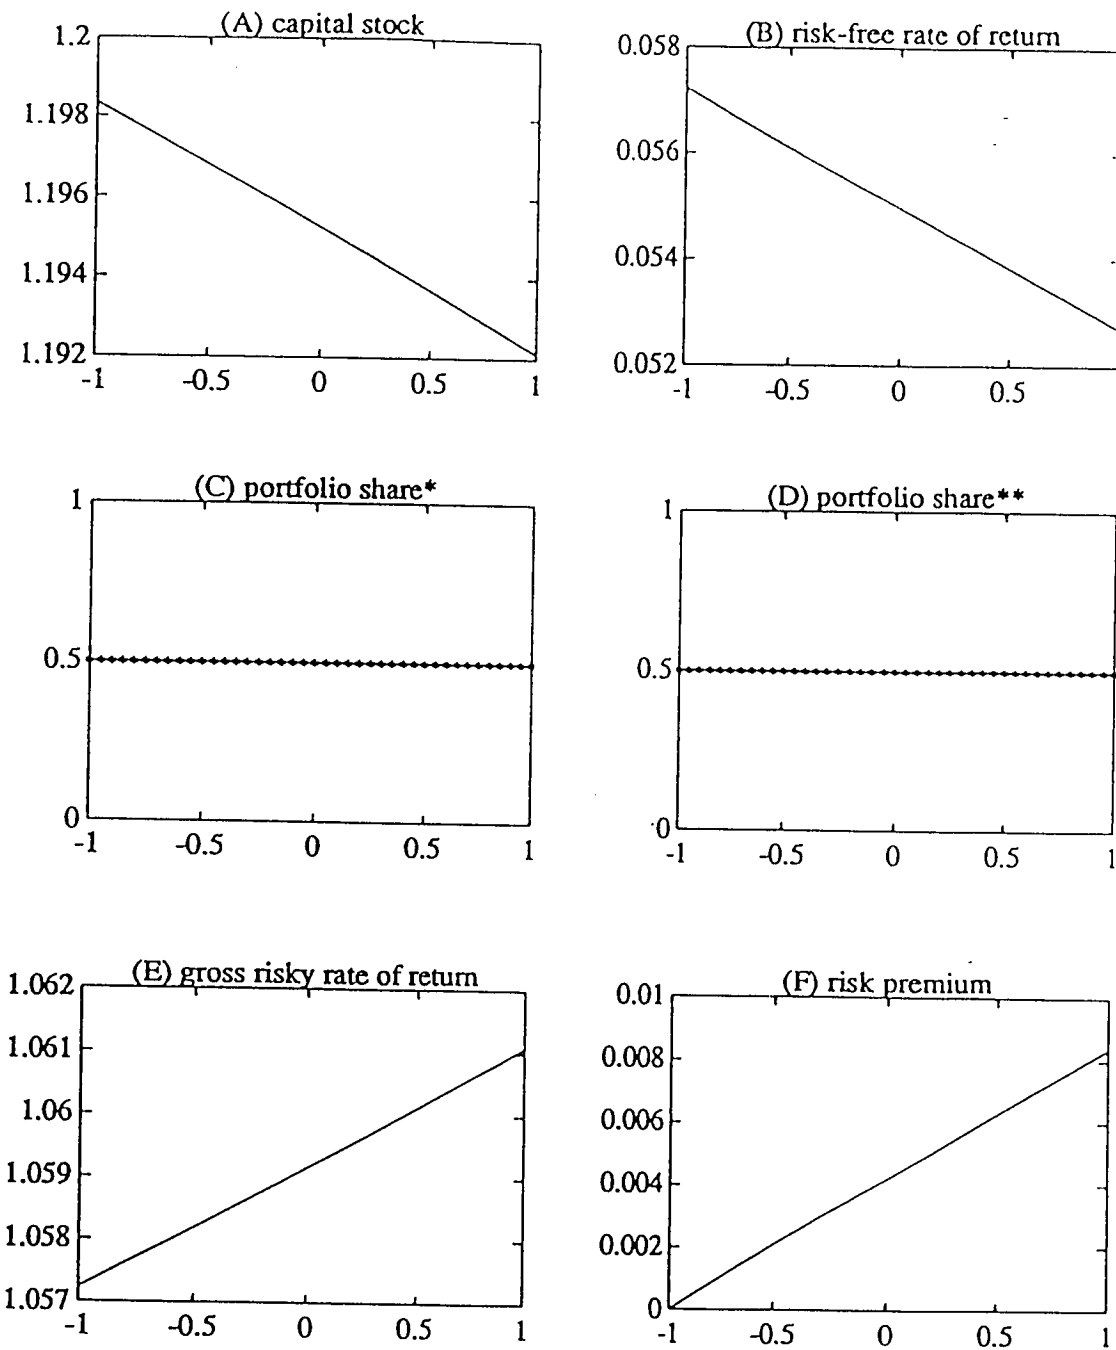 (A) capital stock
1.2
1.198
1.196
1.194
1.192
-1 -0.5 0 0.5 1
(B) risk-free rate of return
0.058
0.056
0.054
0.052
-1 -0.5 0 0.5
(C) portfolio share*
1
0.5
0
-1 -0.5 0 0.5 1
(D) portfolio share**
1
0.5
0
-1 -0.5 0 0.5 1
(E) gross risky rate of return
1.062
1.061
1.06
1.059
1.058
1.057
-1 -0.5 0 0.5 1
(F) risk premium
0.01
0.008
0.006
0.004
0.002
0
-1 -0.5 0 0.5 1